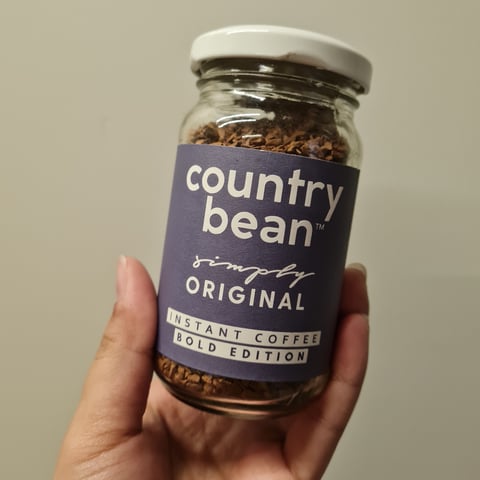 country
bean™
simply
ORIGINAL
INSTANT COFFEE
BOLD EDITION